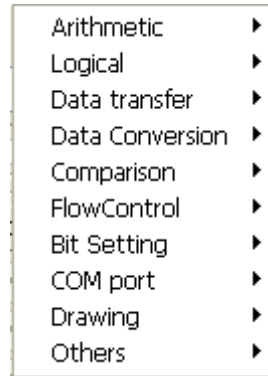 Arithmetic
Logical
Data transfer
Data Conversion
Comparison
FlowControl
Bit Setting
COM port
Drawing
Others